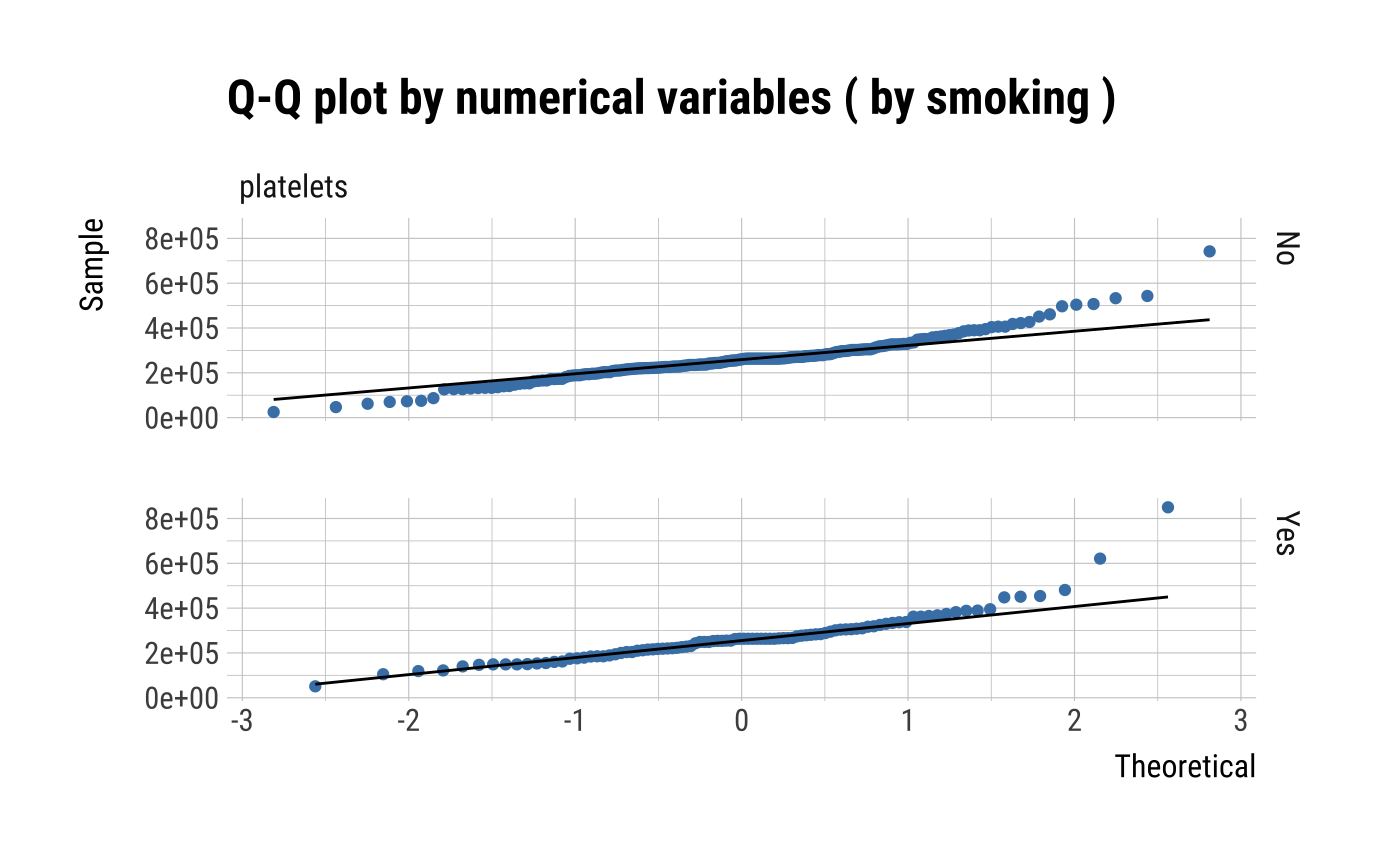 Q-Q plot by numerical variables ( by smoking )
platelets
Sample
8e+05
6e+05
4e+05
2e+05
0e+00
No
8e+05
6e+05
4e+05
2e+05
0e+00
Yes
-3 -2 -1 0 1 2 3
Theoretical